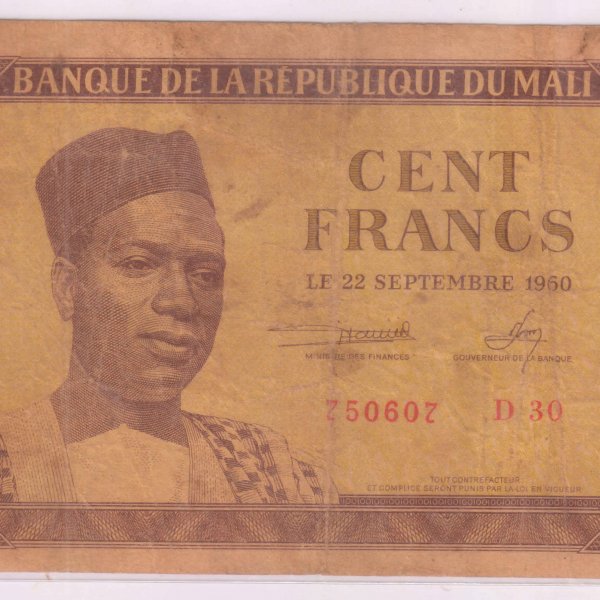 BANQUE DE LA RÉPUBLIQUE DU MALI
CENT
FRANCS
LE 22 SEPTEMBRE 1960
MINISTRE DES FINANCES
GOUVERNEUR DE LA BANQUE
750607 D 30
TOUT CONTREFACTEUR
ET COMPLICE SERONT PUNIS PAR LA LOI EN VIGUEUR